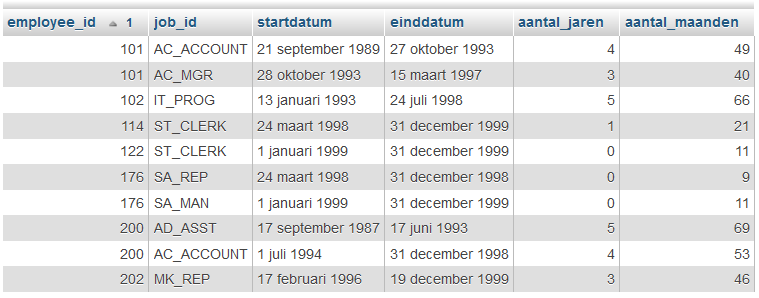 employee_id 1 job_id startdatum einddatum aantal_jaren aantal_maanden
101 AC_ACCOUNT 21 september 1989 27 oktober 1993 4 49
101 AC_MGR 28 oktober 1993 15 maart 1997 3 40
102 IT_PROG 13 januari 1993 24 juli 1998 5 66
114 ST_CLERK 24 maart 1998 31 december 1999 1 21
122 ST_CLERK 1 januari 1999 31 december 1999 0 11
176 SA_REP 24 maart 1998 31 december 1998 0 9
176 SA_MAN 1 januari 1999 31 december 1999 0 11
200 AD_ASST 17 september 1987 17 juni 1993 5 69
200 AC_ACCOUNT 1 juli 1994 31 december 1998 4 53
202 MK_REP 17 februari 1996 19 december 1999 3 46